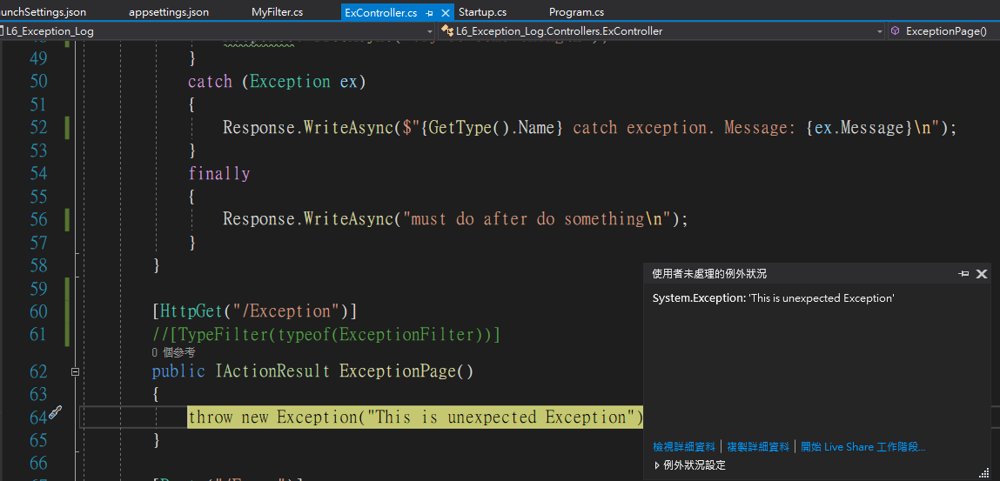 unchSettings.json appsettings.json MyFilter.cs ExController.cs Startup.cs Program.cs
L6_Exception_Log L6_Exception_Log.Controllers.ExController ExceptionPage()
49 }
50 catch (Exception ex)
51 {
52 Response.WriteAsync($"{GetType().Name} catch exception. Message: {ex.Message}\n");
53 }
54 finally
55 {
56 Response.WriteAsync("must do after do something\n");
57 }
58 }
59
60 [HttpGet("/Exception")]
61 //[TypeFilter(typeof(ExceptionFilter))]
0 個參考
62 public IActionResult ExceptionPage()
63 {
64 throw new Exception("This is unexpected Exception")
65 }
66
使用者未處理的例外狀況
System.Exception: 'This is unexpected Exception'
檢視詳細資料 | 複製詳細資料 | 開始 Live Share 工作階段...
例外狀況設定